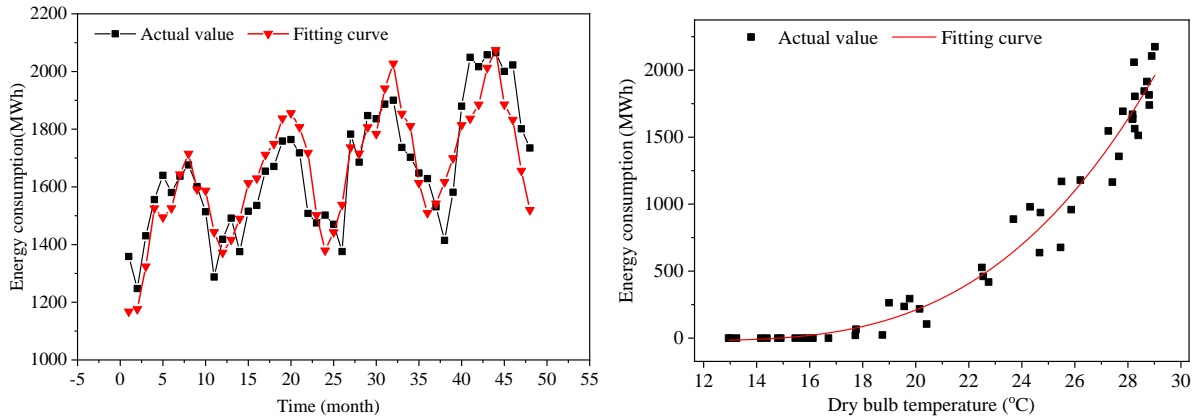 2200
2000
1800
1600
1400
1200
1000
Energy consumption(MWh)
Actual value
Fitting curve
-5 0 5 10 15 20 25 30 35 40 45 50 55
Time (month)
2000
1500
1000
500
0
Energy consumption (MWh)
Actual value
Fitting curve
12 14 16 18 20 22 24 26 28 30
Dry bulb temperature (°C)